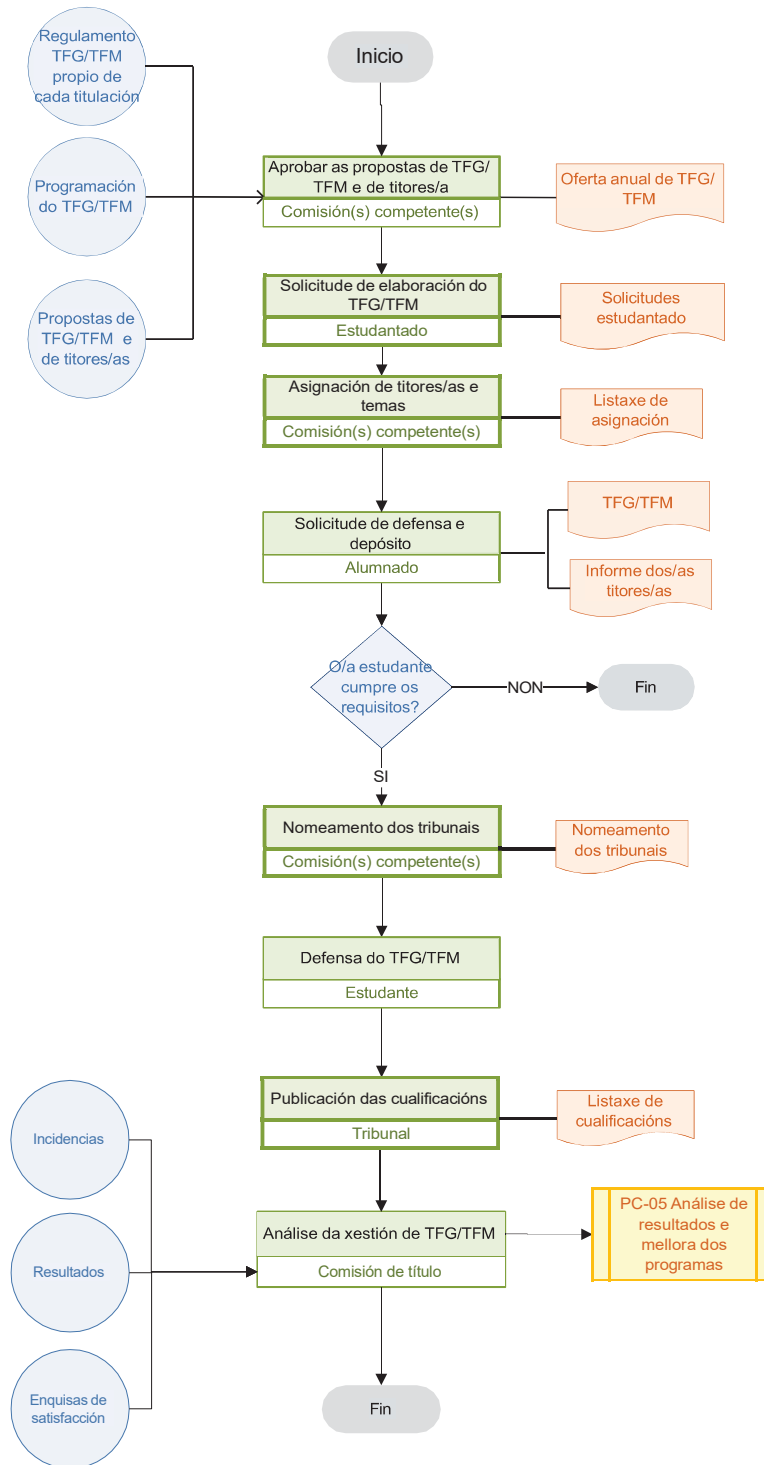 Regulamento
TFG/TFM
propio de
cada titulación
Inicio
Aprobar as propostas de TFG/
TFM e de titores/a
Comisión(s) competente(s)
Programación
do TFG/TFM
Oferta anual de TFG/
TFM
Solicitude de elaboración do
TFG/TFM
Estudantado
Propostas de
TFG/TFM e
de titores/as
Solicitudes
estudantado
Asignación de titores/as e
temas
Comisión(s) competente(s)
Listaxe de
asignación
Solicitude de defensa e
depósito
Alumnado
TFG/TFM
Informe dos/as
titores/as
O/a estudante
cumpre os
requisitos?
NON
Fin
SI
Nomeamento dos tribunais
Comisión(s) competente(s)
Nomeamento
dos tribunais
Defensa do TFG/TFM
Estudante
Publicación das cualificacións
Tribunal
Listaxe de
cualificacións
Incidencias
Resultados
Enquisas de
satisfacción
Análise da xestión de TFG/TFM
Comisión de título
PC-05 Análise de
resultados e
mellora dos
programas
Fin